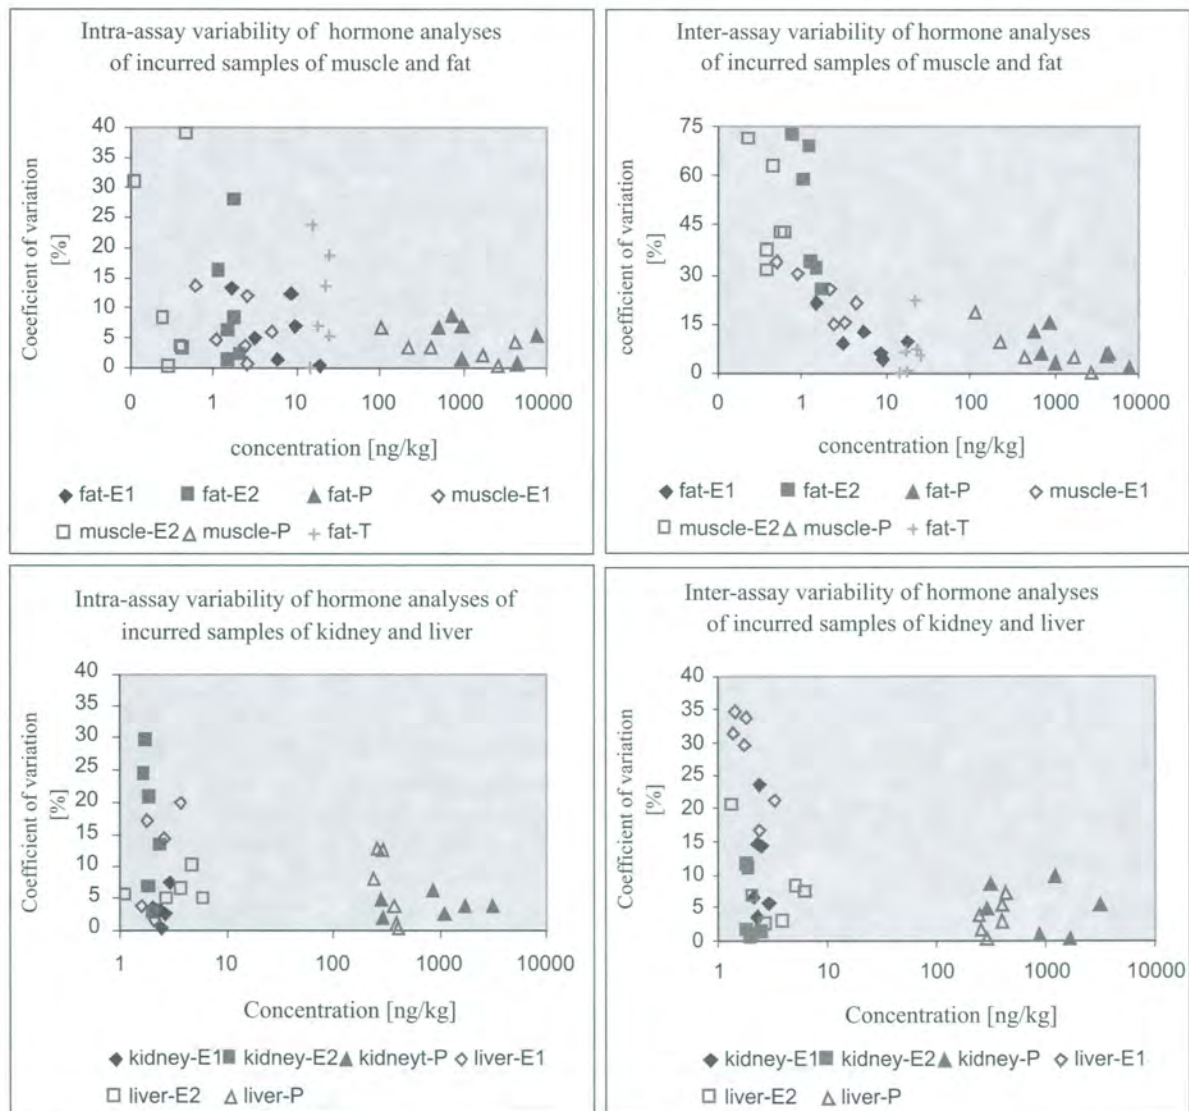 Intra-assay variability of hormone analyses
of incurred samples of muscle and fat
Coeefficient of variation
[%]
40
35
30
25
20
15
10
5
0
0 1 10 100 1000 10000
concentration [ng/kg]
fat-E1 fat-E2 fat-P muscle-E1
muscle-E2 muscle-P fat-T
Inter-assay variability of hormone analyses
of incurred samples of muscle and fat
coefficient of variation
[%]
75
60
45
30
15
0
0 1 10 100 1000 10000
concentration [ng/kg]
fat-E1 fat-E2 fat-P muscle-E1
muscle-E2 muscle-P fat-T
Intra-assay variability of hormone analyses of
incurred samples of kidney and liver
Coefficient of variation
[%]
40
35
30
25
20
15
10
5
0
1 10 100 1000 10000
Concentration [ng/kg]
kidney-E1 kidney-E2 kidneyt-P liver-E1
liver-E2 liver-P
Inter-assay variability of hormone analyses
of incurred samples of kidney and liver
Coefficient of variation
[%]
40
35
30
25
20
15
10
5
0
1 10 100 1000 10000
Concentration [ng/kg]
kidney-E1 kidney-E2 kidney-P liver-E1
liver-E2 liver-P